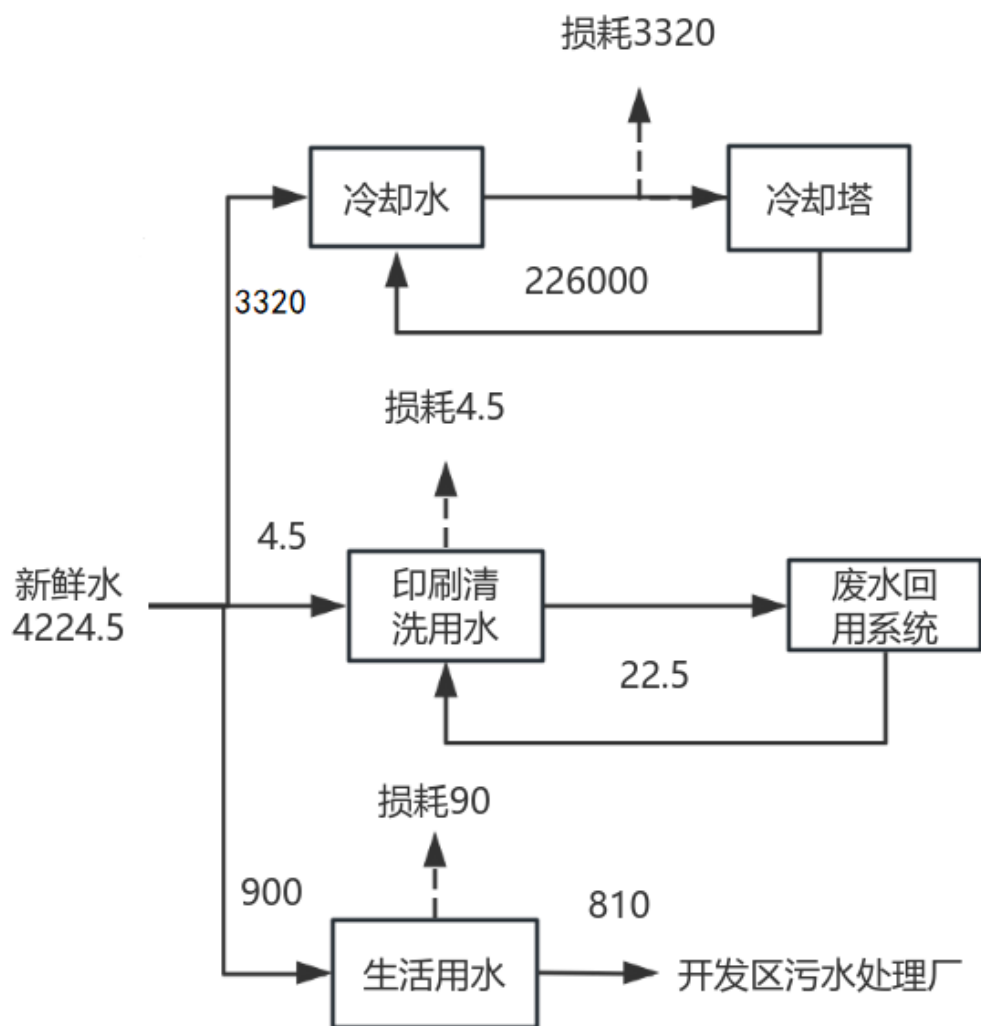 损耗3320
冷却水
冷却塔
226000
3320
损耗4.5
4.5
新鲜水
4224.5
印刷清
洗用水
废水回
用系统
22.5
损耗90
900
810
生活用水
开发区污水处理厂